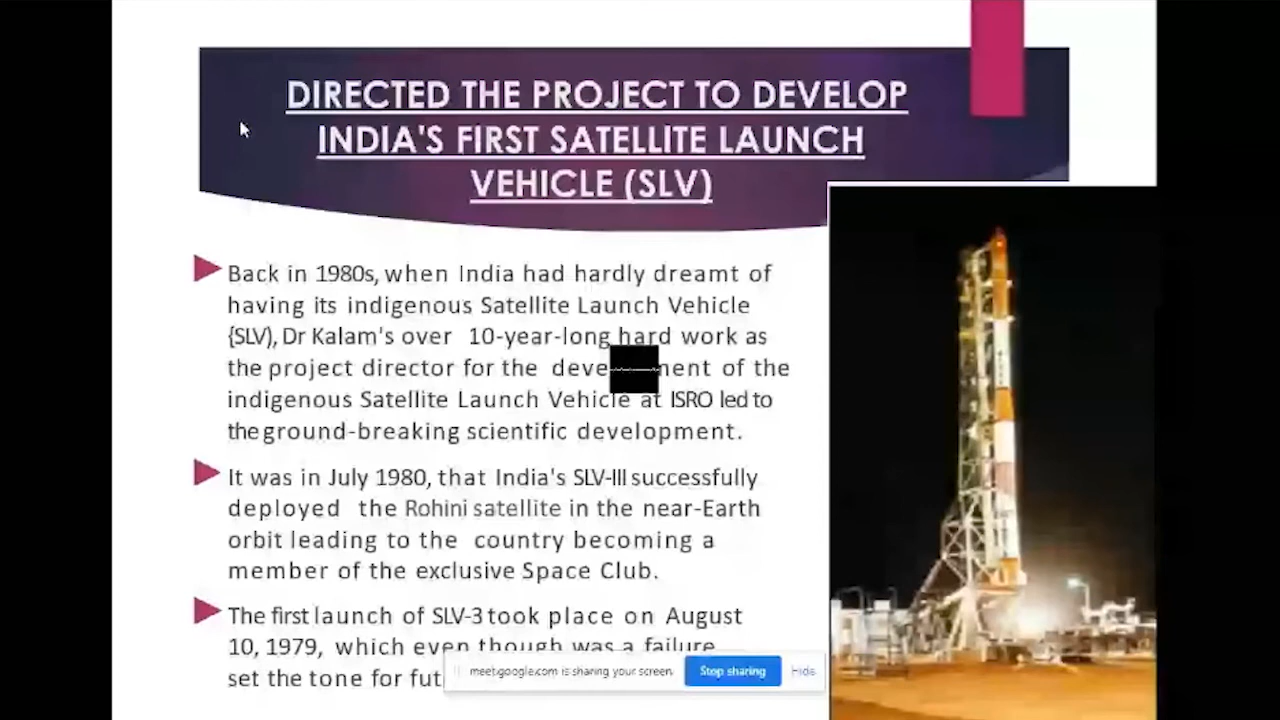 DIRECTED THE PROJECT TO DEVELOP
INDIA'S FIRST SATELLITE LAUNCH
VEHICLE (SLV)
Back in 1980s, when India had hardly dreamt of
having its indigenous Satellite Launch Vehicle
{SLV), Dr Kalam's over 10-year-long hard work as
the project director for the of the
indigenous Satellite Launch Vehicle at ISRO led to
the ground-breaking scientific development.
It was in July 1980, that India's SLV-III successfully
deployed the Rohini satellite in the near-Earth
orbit leading to the country becoming a
member of the exclusive Space Club.
The first launch of SLV-3 took place on August
10, 1979, which even though was a failure
set the tone for
meet.google.com is sharing your screen. Stop sharing Hide